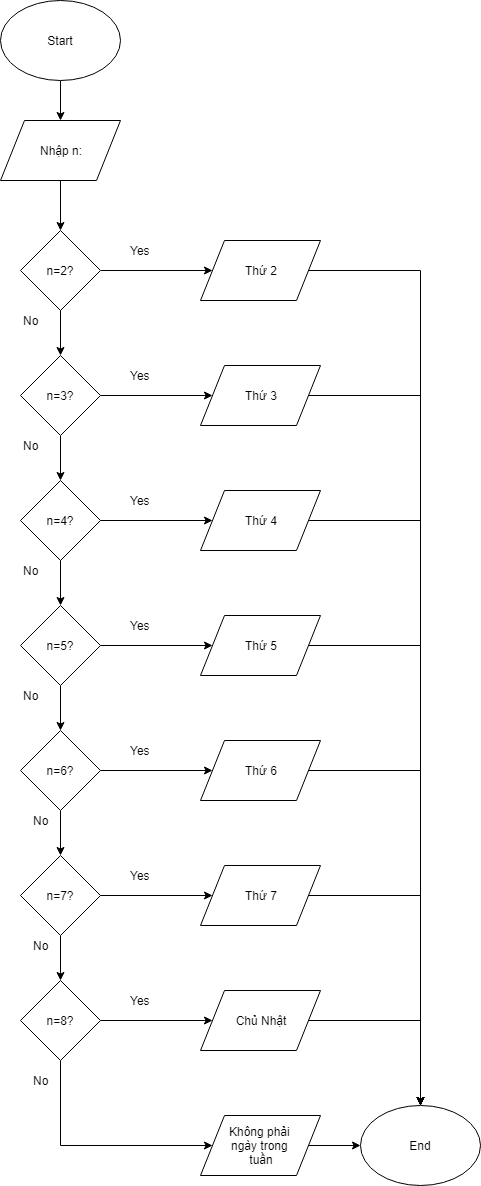 Start
Nhập n:
n=2?
Yes
Thứ 2
No
n=3?
Yes
Thứ 3
No
n=4?
Yes
Thứ 4
No
n=5?
Yes
Thứ 5
No
n=6?
Yes
Thứ 6
No
n=7?
Yes
Thứ 7
No
n=8?
Yes
Chủ Nhật
No
Không phải
ngày trong
tuần
End